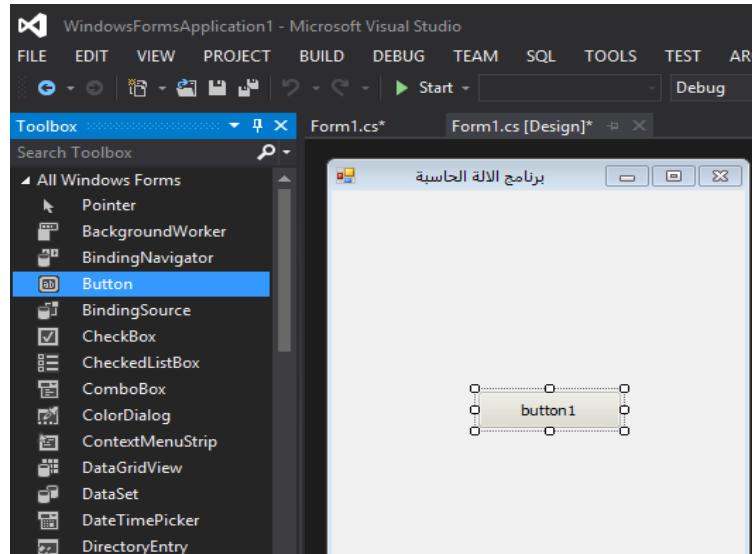 WindowsFormsApplication1 - Microsoft Visual Studio
FILE EDIT VIEW PROJECT BUILD DEBUG TEAM SQL TOOLS TEST AR
Start Debug
Toolbox
Form1.cs* Form1.cs [Design]*
Search Toolbox
برنامج الالة الحاسبة
All Windows Forms
Pointer
BackgroundWorker
BindingNavigator
Button
BindingSource
CheckBox
CheckedListBox
ComboBox
ColorDialog
ContextMenuStrip
DataGridView
DataSet
DateTimePicker
DirectoryEntry
button1